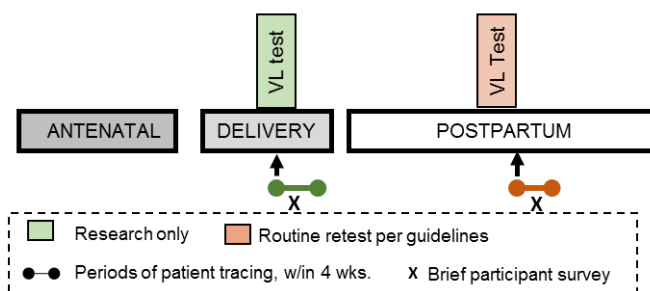 VL test
VL Test
ANTENATAL
DELIVERY
POSTPARTUM
X
X
Research only
Routine retest per guidelines
Periods of patient tracing, w/in 4 wks.
X Brief participant survey